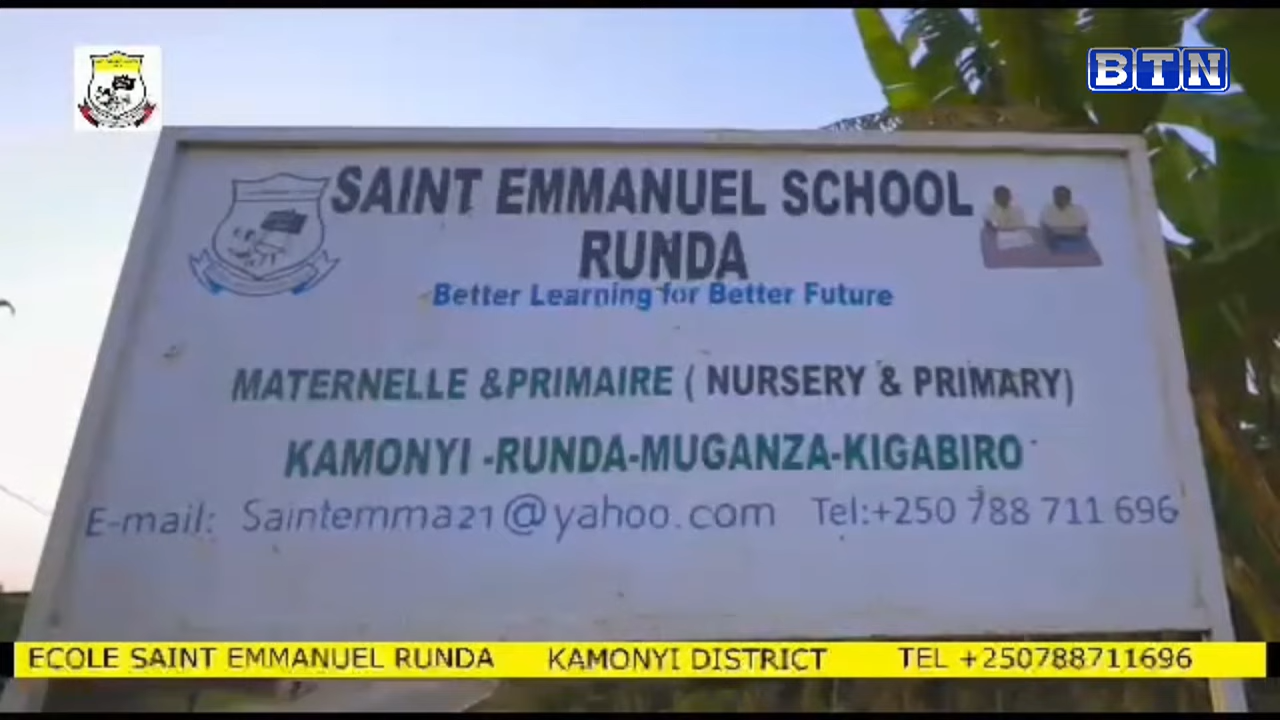 BTN
SAINT EMMANUEL SCHOOL
RUNDA
Better Learning for Better Future
MATERNELLE &PRIMAIRE ( NURSERY & PRIMARY)
KAMONYI -RUNDA-MUGANZA-KIGABIRO
E-mail: Saintemma21@yahoo.com Tel:+250 788 711 696
ECOLE SAINT EMMANUEL RUNDA KAMONYI DISTRICT TEL +250788711696